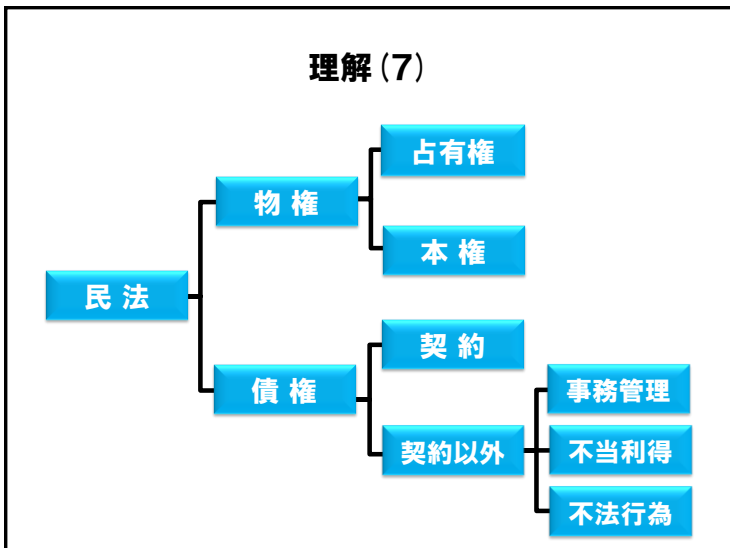 理解(7)
占有権
物権
本権
民法
契約
債権
事務管理
契約以外
不当利得
不法行為